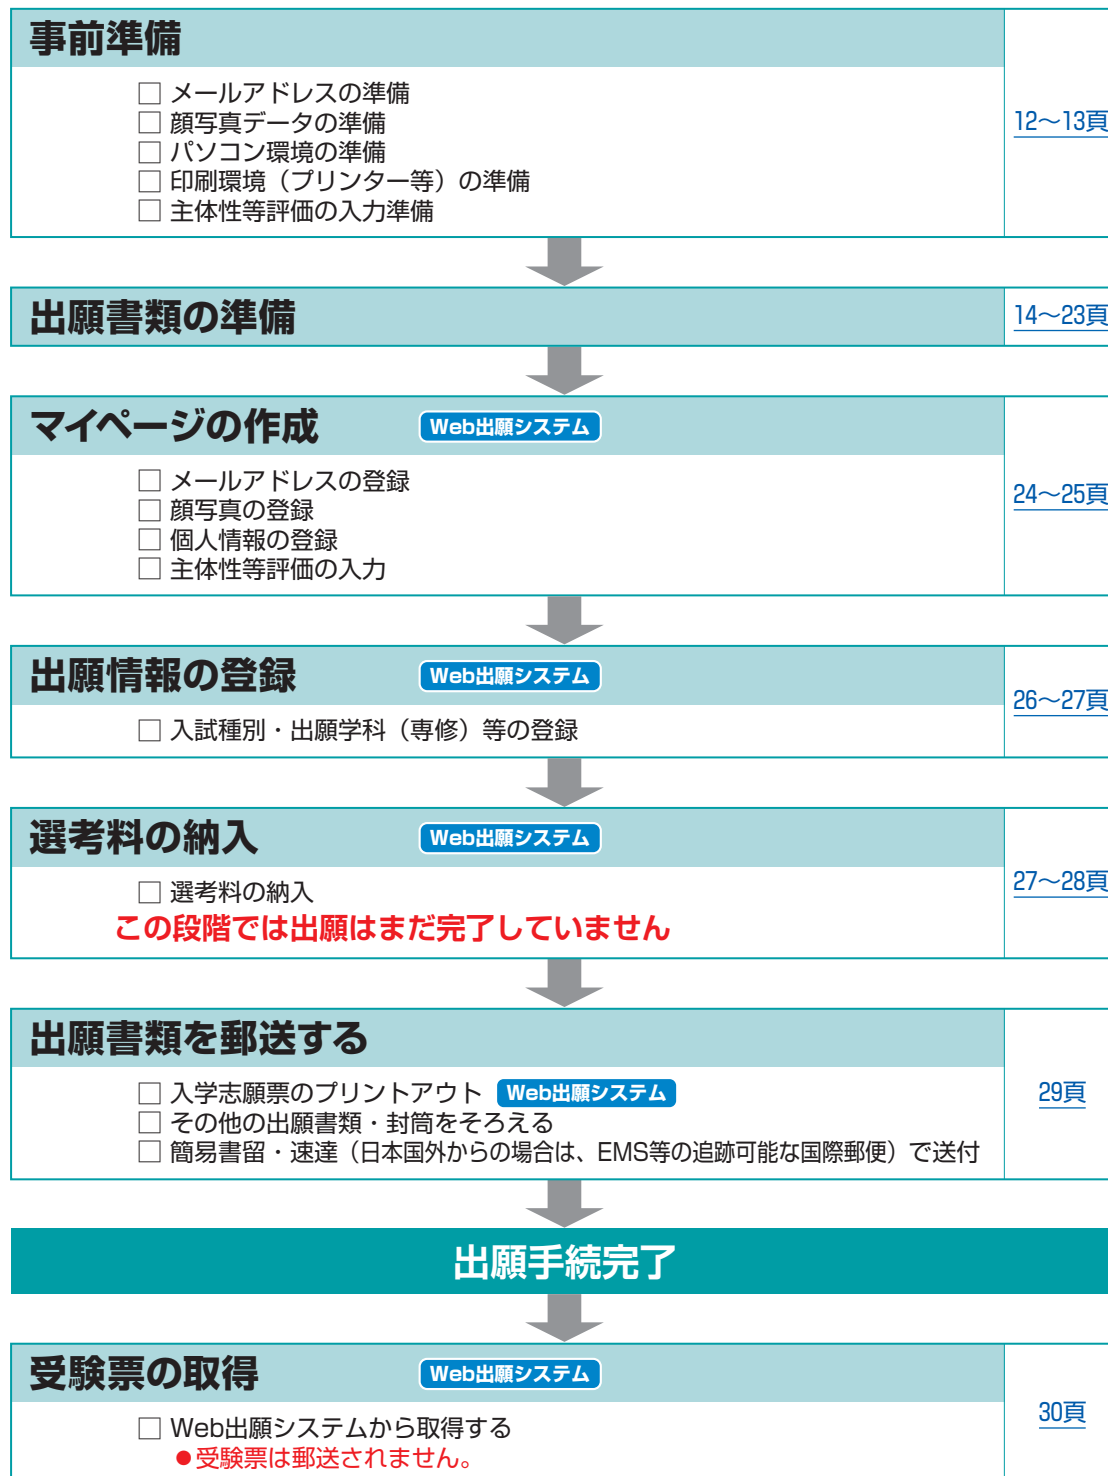 事前準備
□ メールアドレスの準備
□ 顔写真データの準備
□ パソコン環境の準備
□ 印刷環境（プリンター等）の準備
□ 主体性等評価の入力準備
12～13頁
出願書類の準備
14～23頁
マイページの作成 Web出願システム
□ メールアドレスの登録
□ 顔写真の登録
□ 個人情報の登録
□ 主体性等評価の入力
24～25頁
出願情報の登録 Web出願システム
□ 入試種別・出願学科（専修）等の登録
26～27頁
選考料の納入 Web出願システム
□ 選考料の納入
この段階では出願はまだ完了していません
27～28頁
出願書類を郵送する
□ 入学志願票のプリントアウト Web出願システム
□ その他の出願書類・封筒をそろえる
□ 簡易書留・速達（日本国外からの場合は、EMS等の追跡可能な国際郵便）で送付
29頁
出願手続完了
受験票の取得 Web出願システム
□ Web出願システムから取得する
●受験票は郵送されません。
30頁